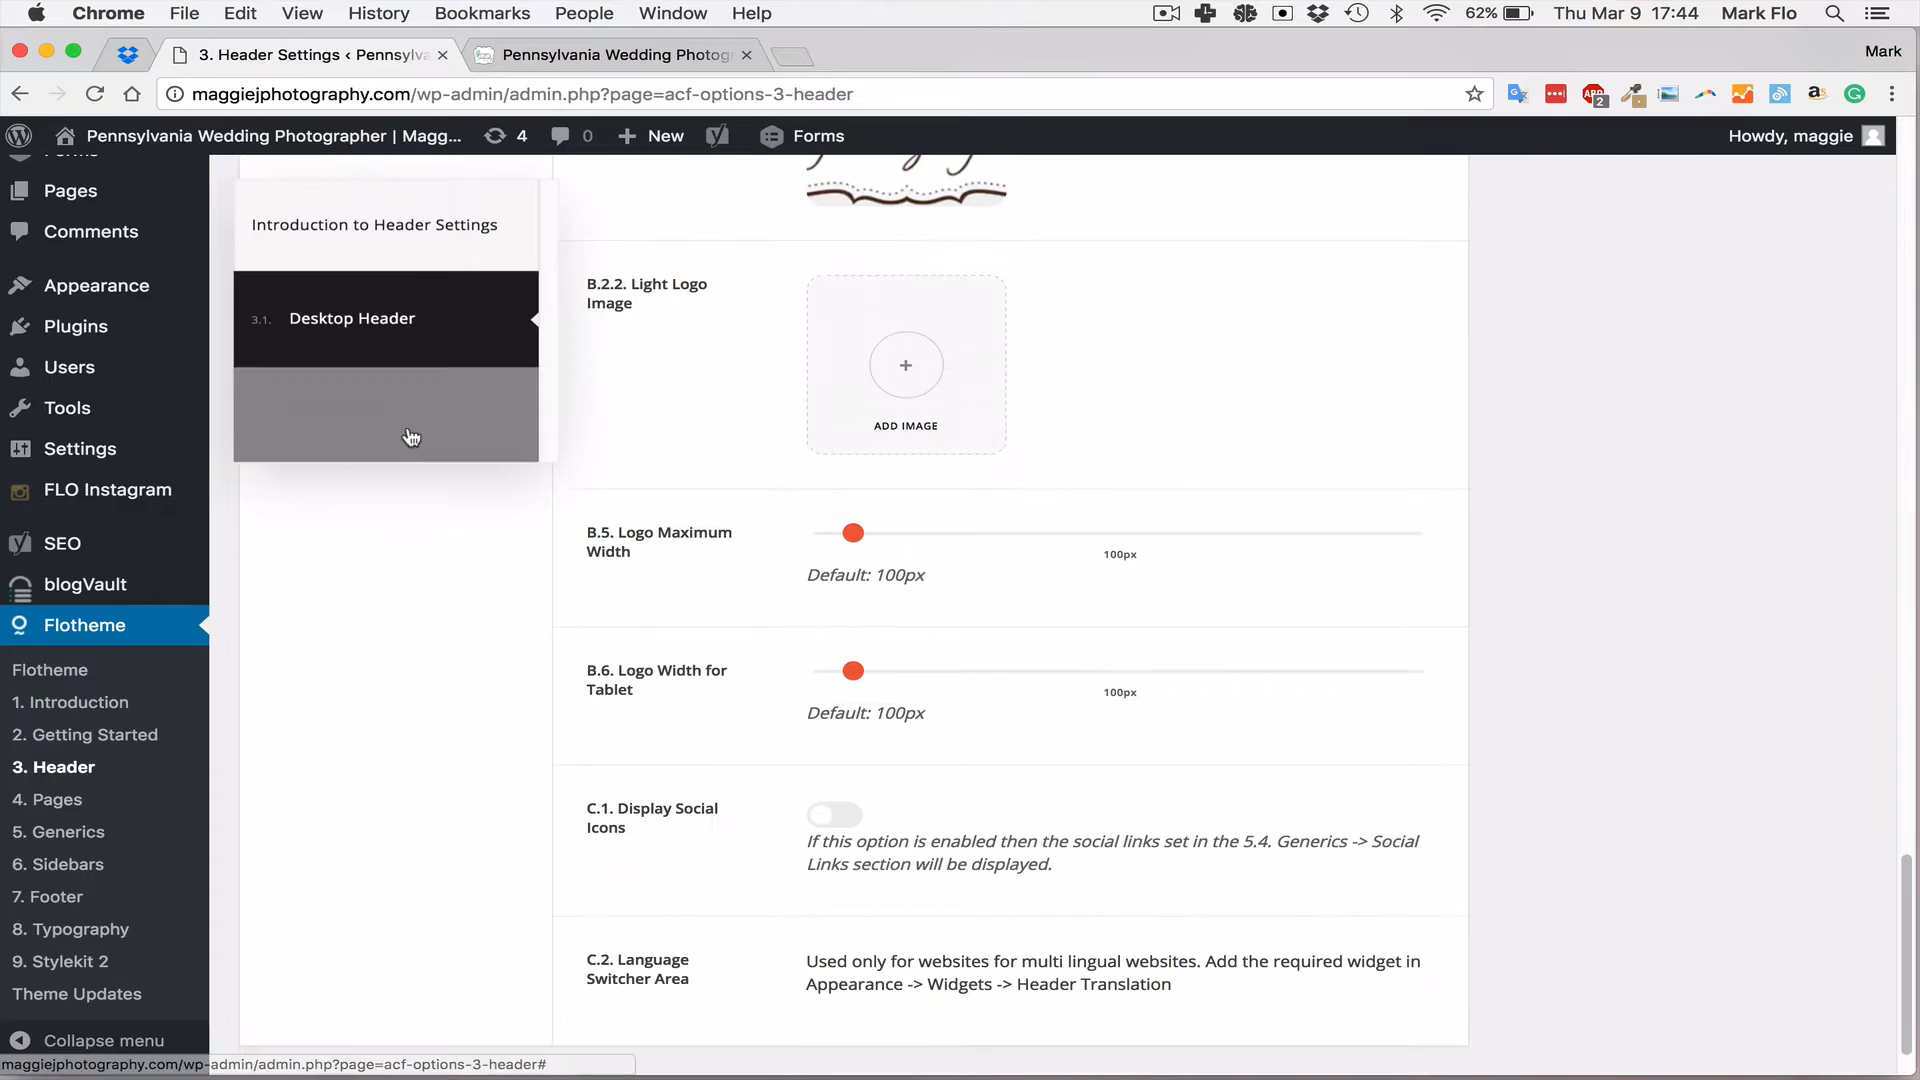 Chrome File Edit View History Bookmarks People Window Help 62% Thu Mar 9 17:44 Mark Flo
3. Header Settings ‹ Pennsylva Pennsylvania Wedding Photog Mark
maggiejphotography.com/wp-admin/admin.php?page=acf-options-3-header
Pennsylvania Wedding Photographer | Magg... 4 0 New Forms Howdy, maggie
Pages
Comments
Appearance
Plugins
Users
Tools
Settings
FLO Instagram
SEO
blogVault
Flotheme
Flotheme
1. Introduction
2. Getting Started
3. Header
4. Pages
5. Generics
6. Sidebars
7. Footer
8. Typography
9. Stylekit 2
Theme Updates
Collapse menu
maggiejphotography.com/wp-admin/admin.php?page=acf-options-3-header#
Introduction to Header Settings
3.1. Desktop Header
B.2.2. Light Logo
Image
+
ADD IMAGE
B.5. Logo Maximum
Width
100px
Default: 100px
B.6. Logo Width for
Tablet
100px
Default: 100px
C.1. Display Social
Icons
If this option is enabled then the social links set in the 5.4. Generics -> Social
Links section will be displayed.
C.2. Language
Switcher Area
Used only for websites for multi lingual websites. Add the required widget in
Appearance -> Widgets -> Header Translation